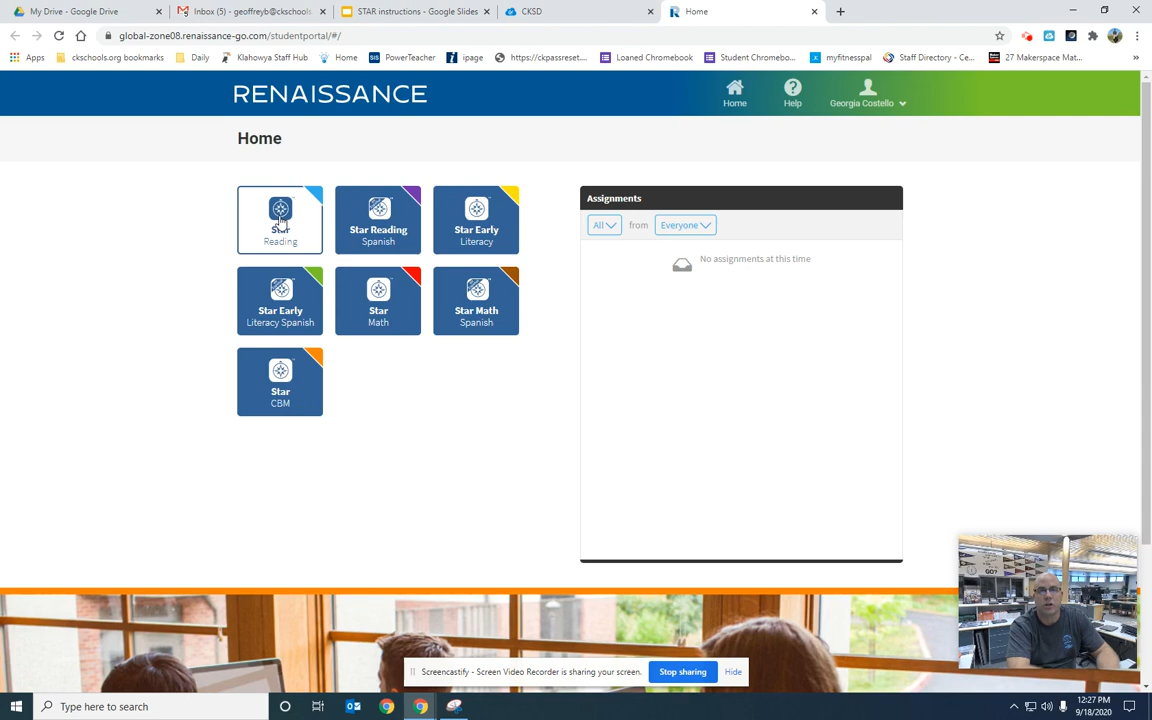 My Drive - Google Drive
Inbox (5) - geoffreyb@ckschools
STAR instructions - Google Slides
CKSD
Home
global-zone08.renaissance-go.com/studentportal/#/
Apps
ckschools.org bookmarks
Daily
Klahowya Staff Hub
Home
PowerTeacher
ipage
https://ckpassreset....
Loaned Chromebook
Student Chromebo...
myfitnesspal
Staff Directory - Ce...
27 Makerspace Mat...
RENAISSANCE
Home
Help
Georgia Costello
Home
Star
Reading
Star Reading
Spanish
Star Early
Literacy
Star Early
Literacy Spanish
Star
Math
Star Math
Spanish
Star
CBM
Assignments
All from Everyone
No assignments at this time
GO?
Screencastify - Screen Video Recorder is sharing your screen.
Stop sharing
Hide
Type here to search
12:27 PM
9/18/2020